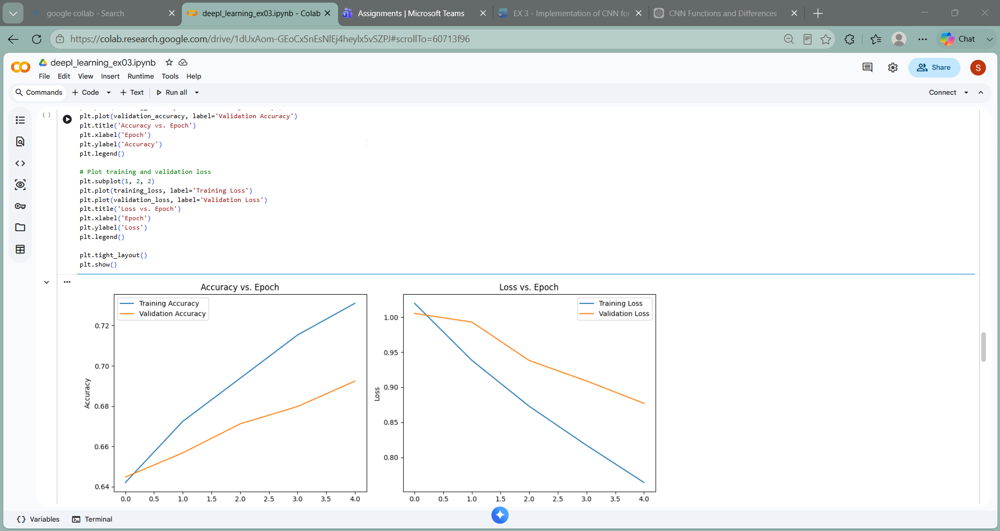 google collab - Search
deepl_learning_ex03.ipynb - Colab
Assignments | Microsoft Teams
EX 3 - Implementation of CNN for
CNN Functions and Differences
https://colab.research.google.com/drive/1dUxAom-GEoCxSnEsNlEj4heylx5vSZPJ#scrollTo=60713f96
Chat
deepl_learning_ex03.ipynb
File Edit View Insert Runtime Tools Help
Share
S
Commands + Code + Text Run all
Connect
[ ]
plt.plot(validation_accuracy, label='Validation Accuracy')
plt.title('Accuracy vs. Epoch')
plt.xlabel('Epoch')
plt.ylabel('Accuracy')
plt.legend()
# Plot training and validation loss
plt.subplot(1, 2, 2)
plt.plot(training_loss, label='Training Loss')
plt.plot(validation_loss, label='Validation Loss')
plt.title('Loss vs. Epoch')
plt.xlabel('Epoch')
plt.ylabel('Loss')
plt.legend()
plt.tight_layout()
plt.show()
Accuracy vs. Epoch
Training Accuracy
Validation Accuracy
0.72
0.70
0.68
0.66
0.64
Accuracy
0.0 0.5 1.0 1.5 2.0 2.5 3.0 3.5 4.0
Loss vs. Epoch
Training Loss
Validation Loss
1.00
0.95
0.90
0.85
0.80
Loss
0.0 0.5 1.0 1.5 2.0 2.5 3.0 3.5 4.0
Variables
Terminal